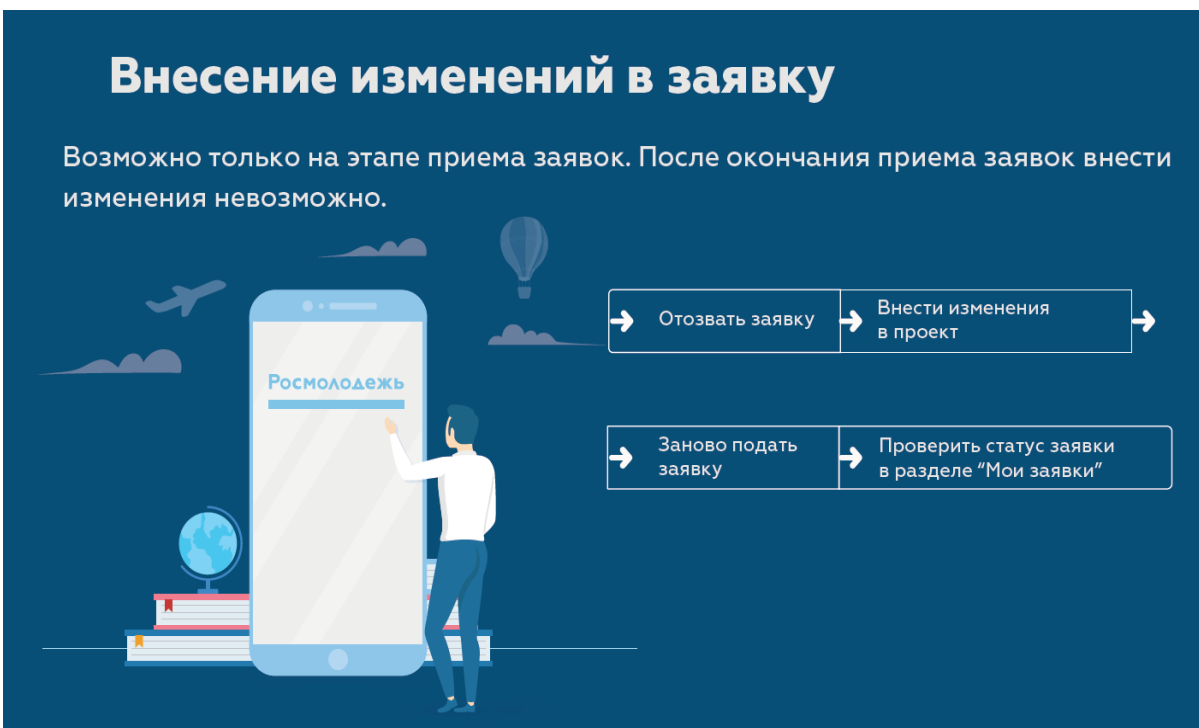 Внесение изменений в заявку
Возможно только на этапе приема заявок. После окончания приема заявок внести
изменения невозможно.
Росмолодежь
Отозвать заявку
Внести изменения
в проект
Заново подать
заявку
Проверить статус заявки
в разделе “Мои заявки”